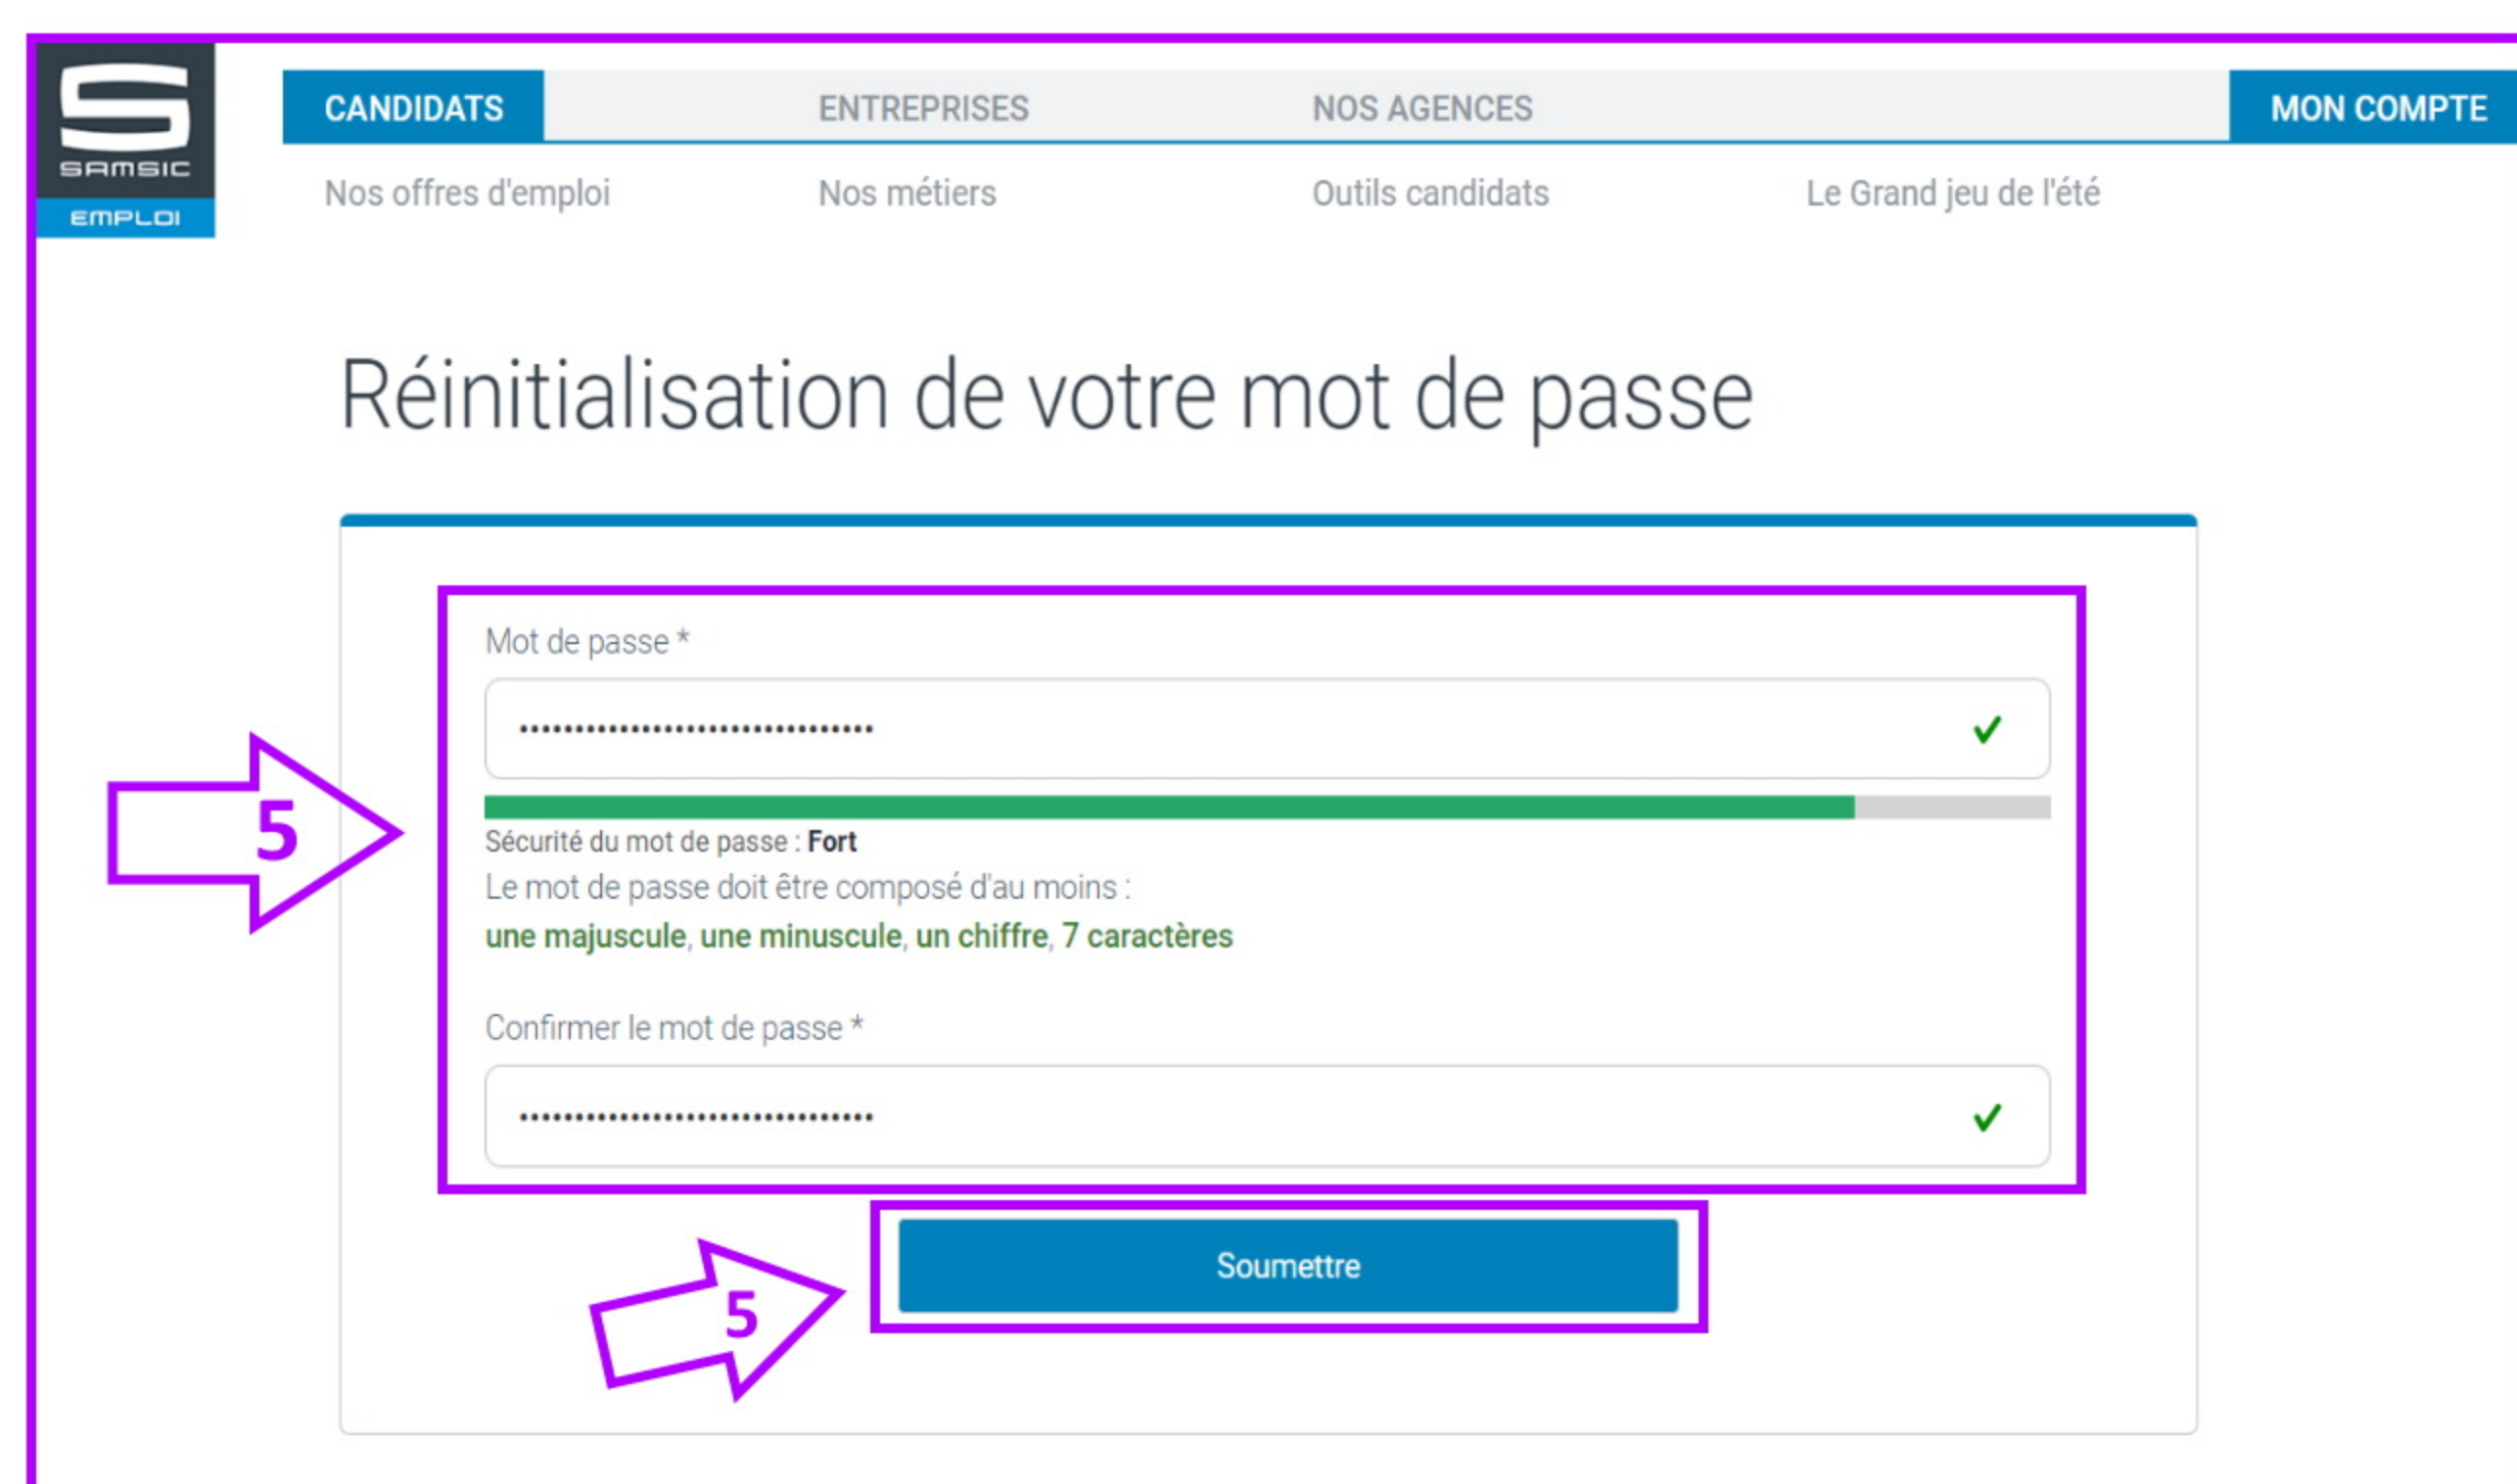 SAMSIC
EMPLOI
CANDIDATS ENTREPRISES NOS AGENCES MON COMPTE
Nos offres d'emploi Nos métiers Outils candidats Le Grand jeu de l'été
Réinitialisation de votre mot de passe
Mot de passe *
5
Sécurité du mot de passe : Fort
Le mot de passe doit être composé d'au moins :
une majuscule, une minuscule, un chiffre, 7 caractères
Confirmer le mot de passe *
Soumettre
5